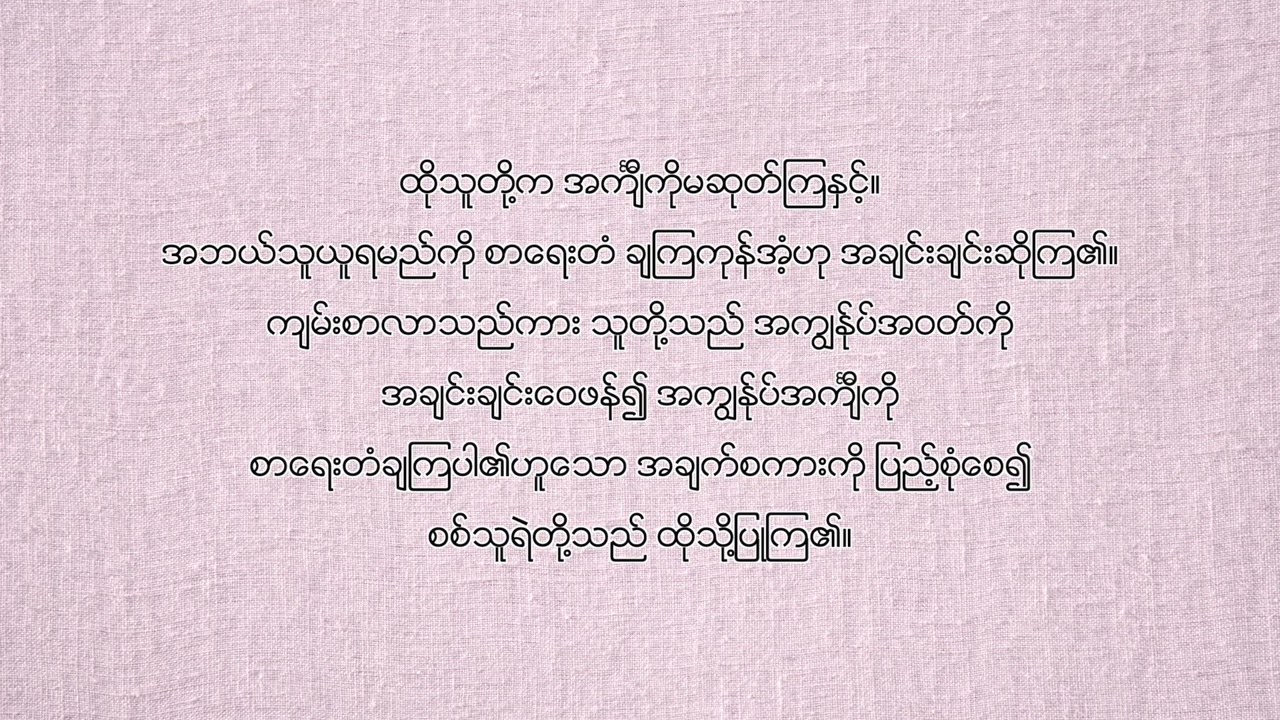 ထိုသူတို့က အင်္ကျီကိုမဆုတ်ကြနှင့်။
အဘယ်သူယူရမည်ကို စာရေးတံ ချကြကုန်အံ့ဟု အချင်းချင်းဆိုကြ၏။
ကျမ်းစာလာသည်ကား သူတို့သည် အကျွန်ုပ်အဝတ်ကို
အချင်းချင်းဝေဖန်၍ အကျွန်ုပ်အင်္ကျီကို
စာရေးတံချကြပါ၏ဟူသော အချက်စကားကို ပြည့်စုံစေ၍
စစ်သူရဲတို့သည် ထိုသို့ပြုကြ၏။